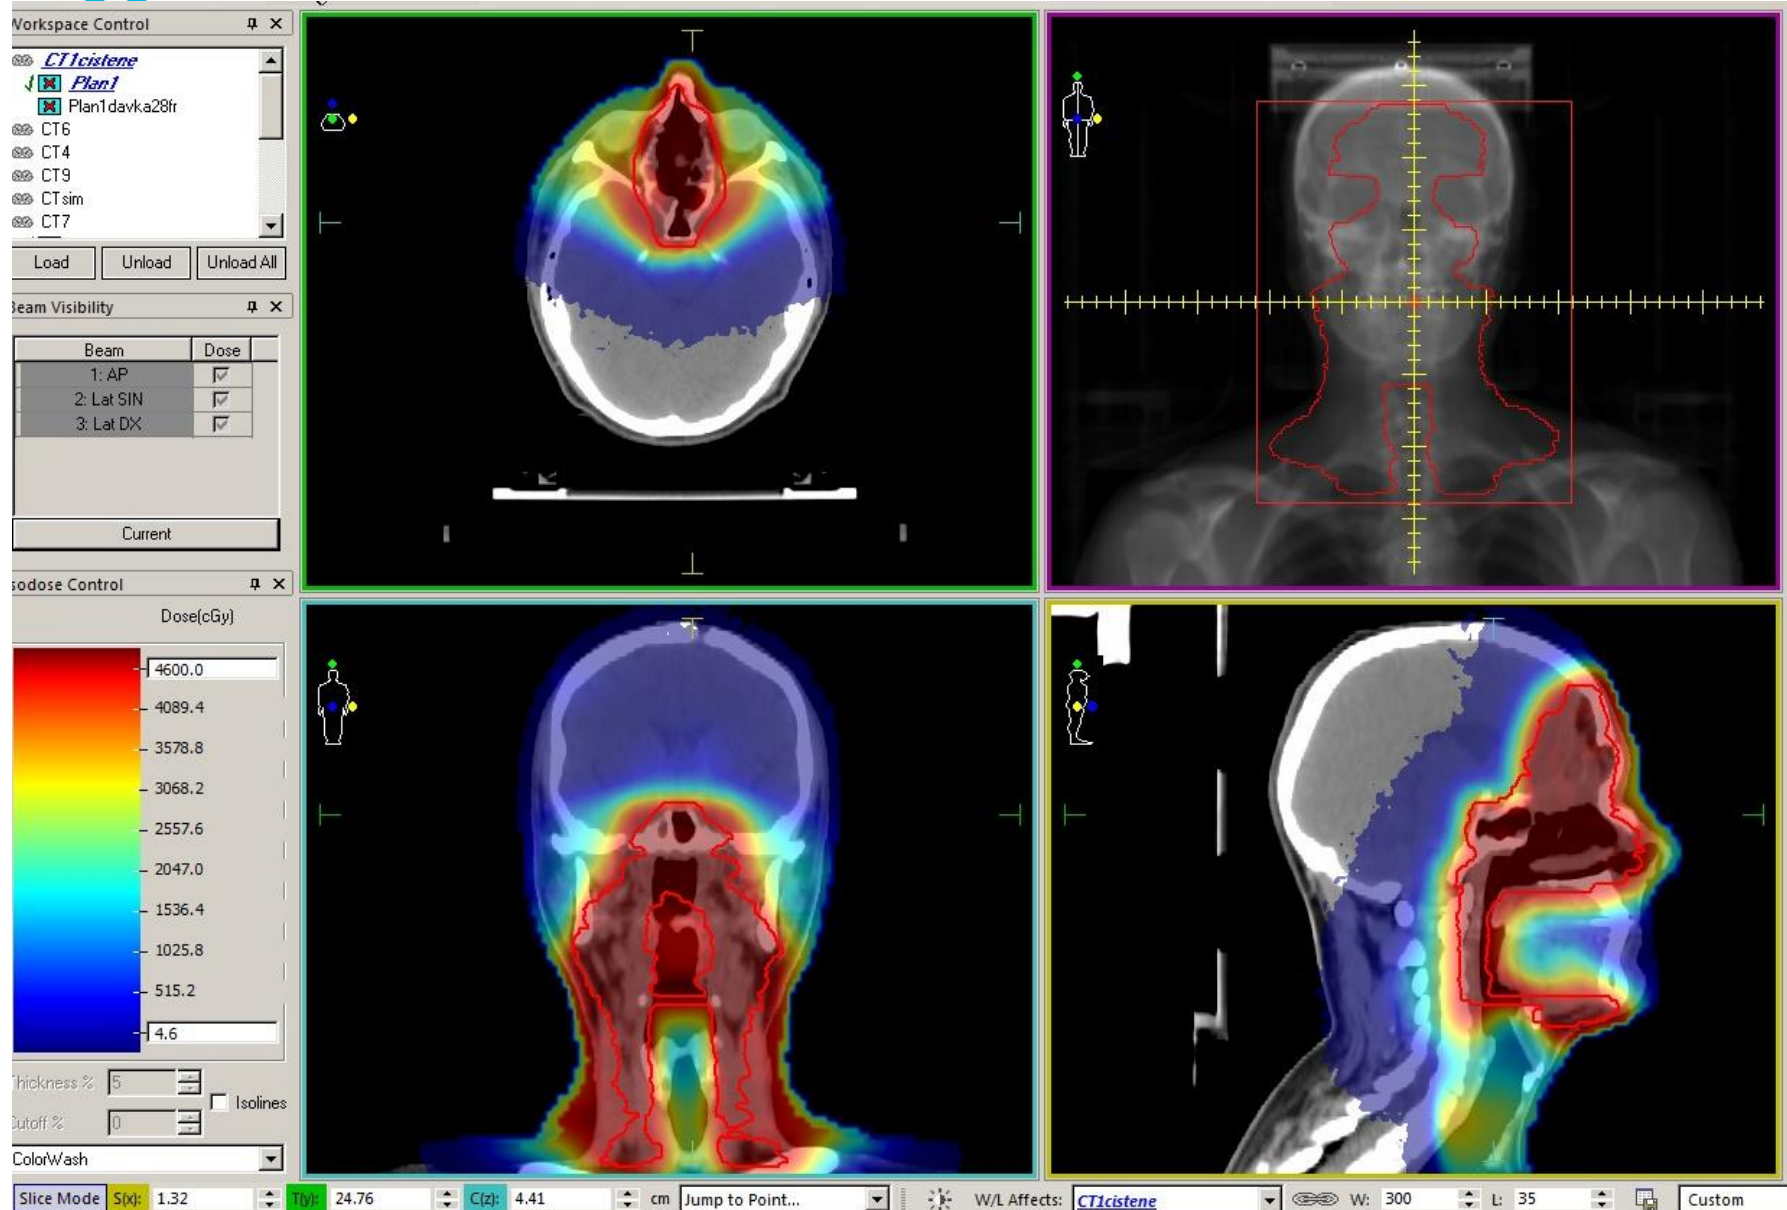 Workspace Control
CT1cistene
Plan1
Plan1davka28fr
CT6
CT4
CT9
CTsim
CT7
Load Unload Unload All
Beam Visibility
Beam Dose
1: AP
2: Lat SIN
3: Lat DX
Current
Isodose Control
Dose(cGy)
4600.0
4089.4
3578.8
3068.2
2557.6
2047.0
1536.4
1025.8
515.2
4.6
Thickness % 5
Isolines
Cutoff % 0
ColorWash
Slice Mode S(x): 1.32 T(y): 24.76 C(z): 4.41 cm Jump to Point... W/L Affects: CT1cistene W: 300 L: 35 Custom